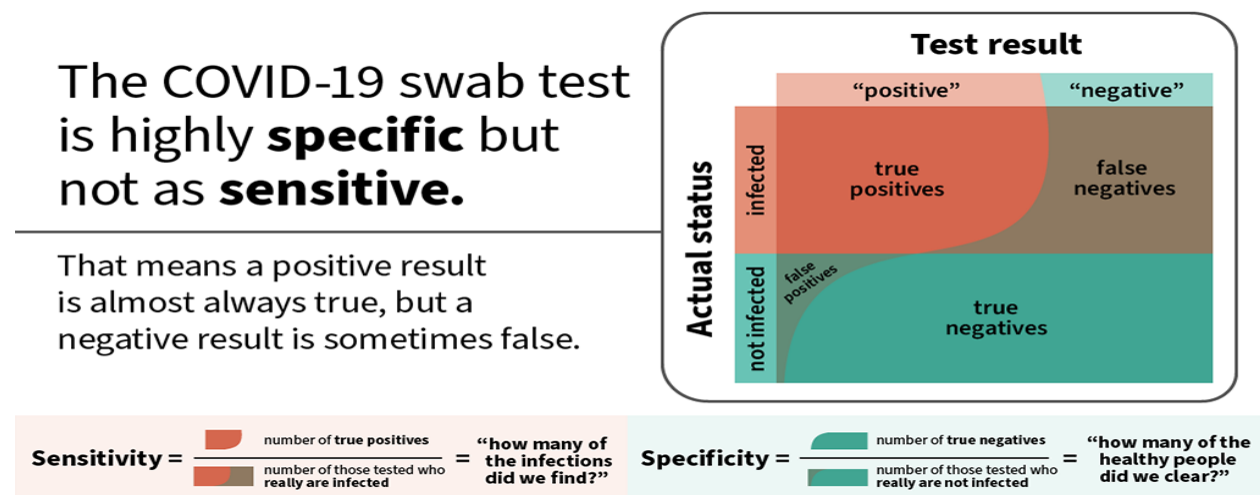 The COVID-19 swab test
is highly specific but
not as sensitive.
That means a positive result
is almost always true, but a
negative result is sometimes false.
Test result
“positive”
“negative”
Actual status
infected
not infected
true
positives
false
negatives
false
positives
true
negatives
Sensitivity =
number of true positives
number of those tested who
really are infected
=
“how many of
the infections
did we find?”
Specificity =
number of true negatives
number of those tested who
really are not infected
=
“how many of the
healthy people
did we clear?”